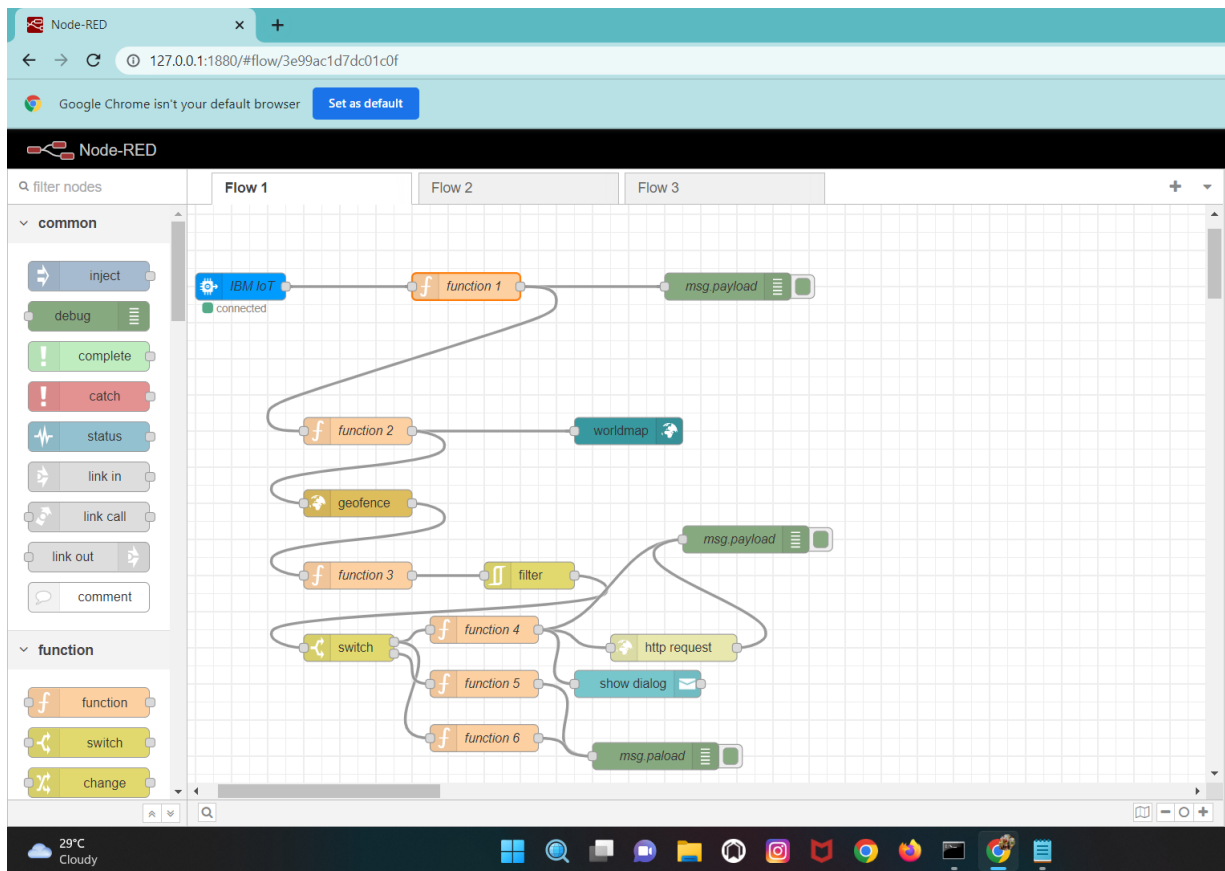 Node-RED
127.0.0.1:1880/#flow/3e99ac1d7dc01c0f
Google Chrome isn't your default browser
Set as default
Node-RED
filter nodes
Flow 1
Flow 2
Flow 3
common
inject
debug
complete
catch
status
link in
link call
link out
comment
function
function
switch
change
IBM IoT
connected
function 1
msg.payload
function 2
worldmap
geofence
msg.payload
function 3
filter
function 4
switch
http request
function 5
show dialog
function 6
msg.paload
29°C
Cloudy